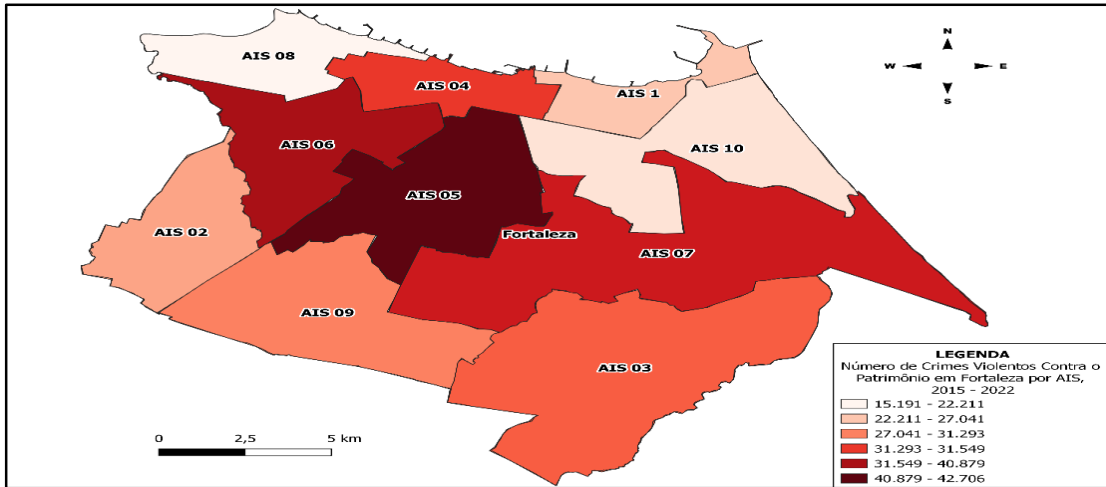 N
W E
S
AIS 08
AIS 04
AIS 1
AIS 06
AIS 10
AIS 05
AIS 02
Fortaleza
AIS 07
AIS 09
AIS 03
0 2,5 5 km
LEGENDA
Número de Crimes Violentos Contra o
Patrimônio em Fortaleza por AIS,
2015 - 2022
15.191 - 22.211
22.211 - 27.041
27.041 - 31.293
31.293 - 31.549
31.549 - 40.879
40.879 - 42.706